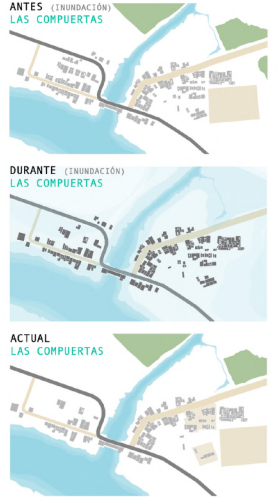 ANTES (INUNDACIÓN)
LAS COMPUERTAS
DURANTE (INUNDACIÓN)
LAS COMPUERTAS
ACTUAL
LAS COMPUERTAS